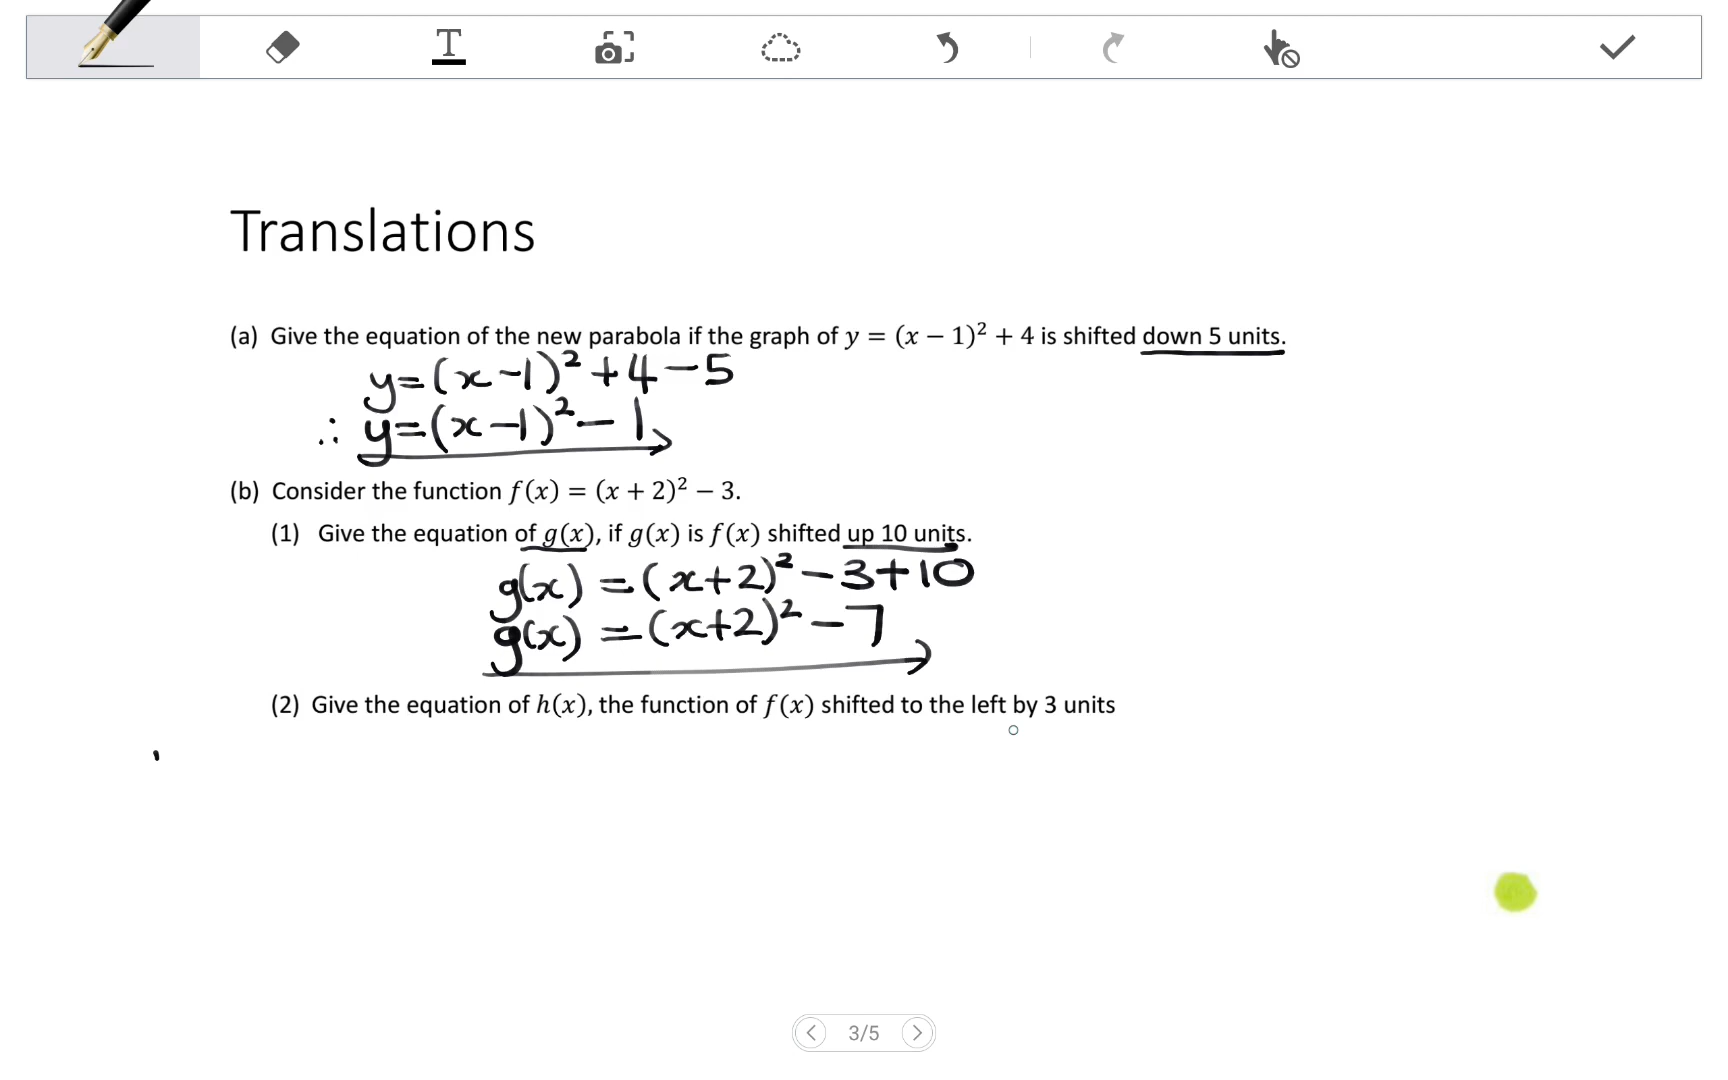 T
Translations
(a) Give the equation of the new parabola if the graph of y = (x − 1)² + 4 is shifted down 5 units.
y=(x−1)²+4−5
∴ y=(x−1)²−1
(b) Consider the function f(x) = (x + 2)² − 3.
(1) Give the equation of g(x), if g(x) is f(x) shifted up 10 units.
g(x) =(x+2)²−3+10
g(x) =(x+2)²−7
(2) Give the equation of h(x), the function of f(x) shifted to the left by 3 units
3/5